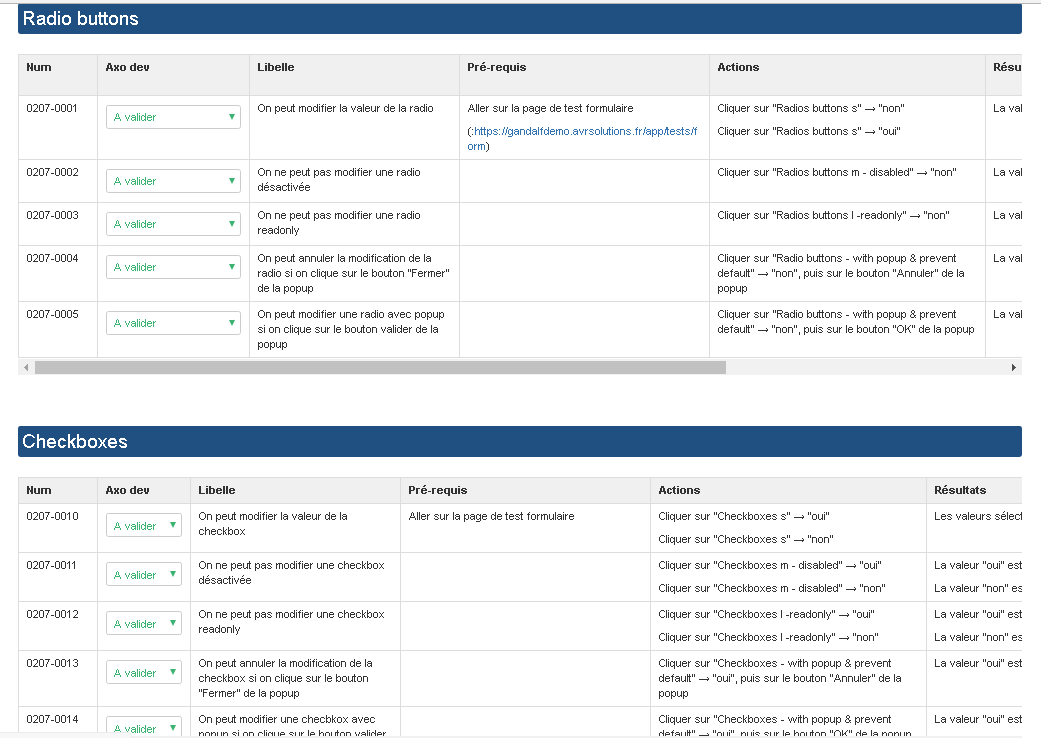 Radio buttons
Num Axo dev Libelle Pré-requis Actions Résu
0207-0001 A valider On peut modifier la valeur de la radio Aller sur la page de test formulaire Cliquer sur "Radios buttons s" → "non" La val
(:https://gandalfdemo.avrsolutions.fr/app/tests/f Cliquer sur "Radios buttons s" → "oui"
orm)
0207-0002 A valider On ne peut pas modifier une radio Cliquer sur "Radios buttons m - disabled" → "non" La val
désactivée
0207-0003 A valider On ne peut pas modifier une radio Cliquer sur "Radios buttons l -readonly" → "non" La val
readonly
0207-0004 A valider On peut annuler la modification de la Cliquer sur "Radio buttons - with popup & prevent La val
radio si on clique sur le bouton "Fermer" default" → "non", puis sur le bouton "Annuler" de la
de la popup popup
0207-0005 A valider On peut modifier une radio avec popup Cliquer sur "Radio buttons - with popup & prevent La val
si on clique sur le bouton valider de la default" → "non", puis sur le bouton "OK" de la popup
popup
Checkboxes
Num Axo dev Libelle Pré-requis Actions Résultats
0207-0010 A valider On peut modifier la valeur de la Aller sur la page de test formulaire Cliquer sur "Checkboxes s" → "oui" Les valeurs sélect
checkbox Cliquer sur "Checkboxes s" → "non"
0207-0011 A valider On ne peut pas modifier une checkbox Cliquer sur "Checkboxes m - disabled" → "oui" La valeur "oui" est
désactivée Cliquer sur "Checkboxes m - disabled" → "non" La valeur "non" es
0207-0012 A valider On ne peut pas modifier une checkbox Cliquer sur "Checkboxes l -readonly" → "oui" La valeur "oui" est
readonly Cliquer sur "Checkboxes l -readonly" → "non" La valeur "non" es
0207-0013 A valider On peut annuler la modification de la Cliquer sur "Checkboxes - with popup & prevent La valeur "oui" est
checkbox si on clique sur le bouton default" → "oui", puis sur le bouton "Annuler" de la
"Fermer" de la popup popup
0207-0014 A valider On peut modifier une checbkox avec Cliquer sur "Checkboxes - with popup & prevent La valeur "oui" est
popup si on clique sur le bouton valider default" → "oui", puis sur le bouton "OK" de la popup